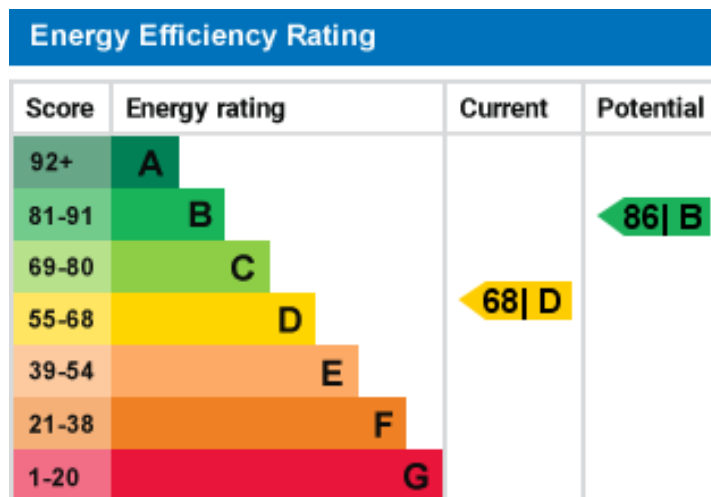 Energy Efficiency Rating
Score Energy rating Current Potential
92+ A
81-91 B 86| B
69-80 C
55-68 D 68| D
39-54 E
21-38 F
1-20 G